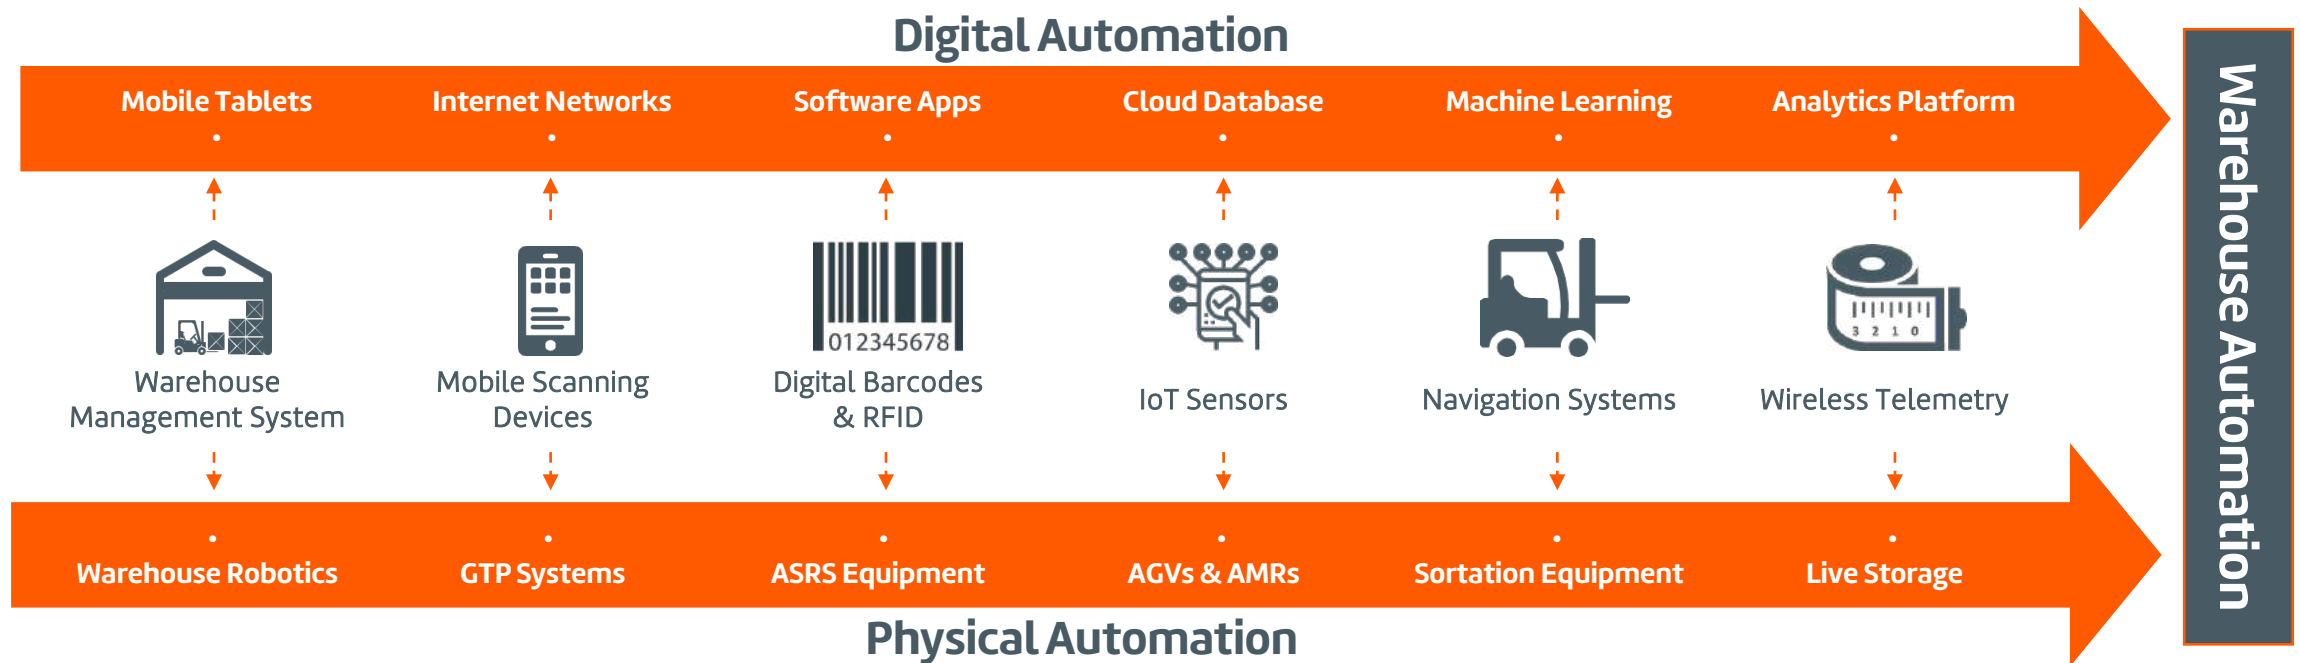 Digital Automation
Mobile Tablets
Internet Networks
Software Apps
Cloud Database
Machine Learning
Analytics Platform
012345678
3 2 1 0
Warehouse
Management System
Mobile Scanning
Devices
Digital Barcodes
& RFID
IoT Sensors
Navigation Systems
Wireless Telemetry
Warehouse Robotics
GTP Systems
ASRS Equipment
AGVs & AMRs
Sortation Equipment
Live Storage
Physical Automation
Warehouse Automation